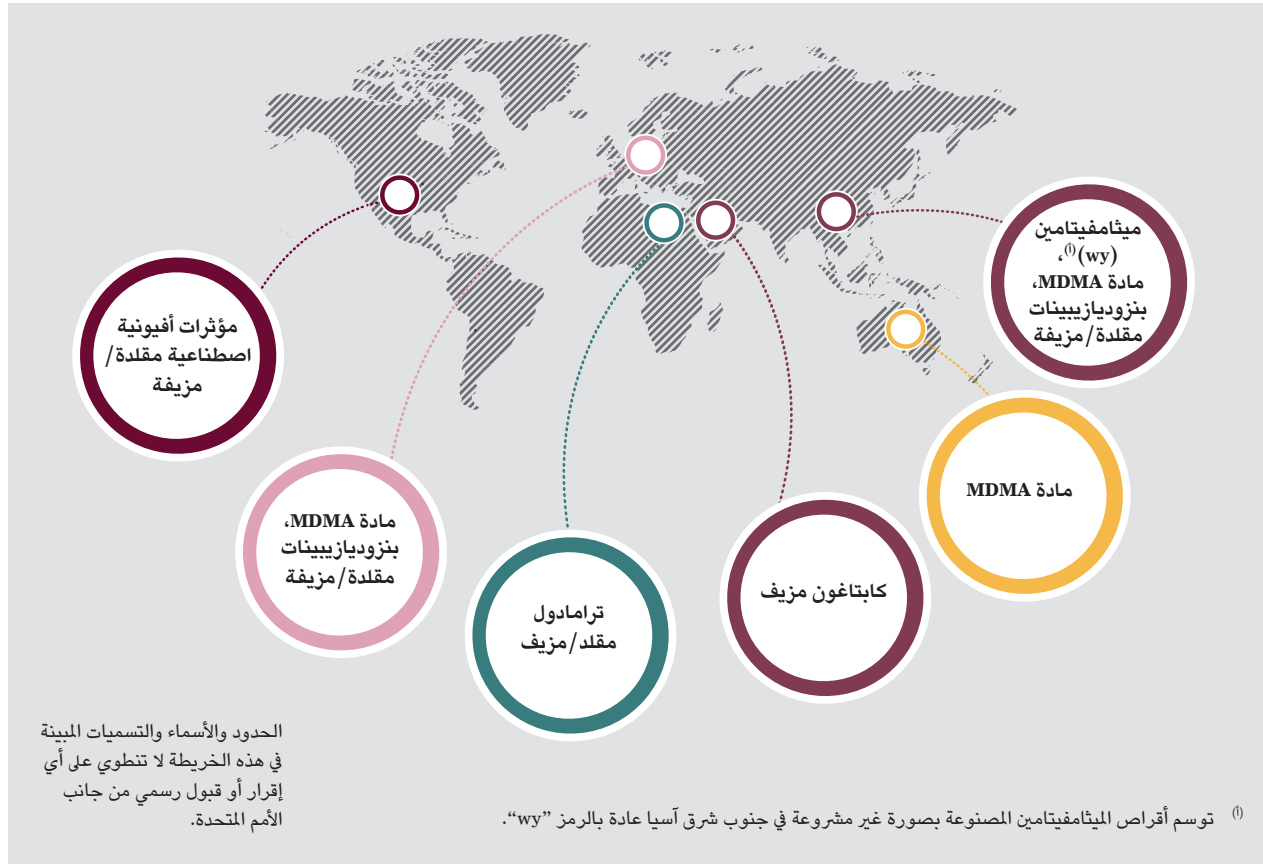 ميثامفيتامين
(wy)⁽أ⁾،
مادة MDMA،
بنزوديازيبينات
مقلدة/مزيفة
مؤثرات أفيونية
اصطناعية مقلدة/
مزيفة
مادة MDMA
مادة MDMA،
بنزوديازيبينات
مقلدة/مزيفة
كابتاغون مزيف
ترامادول
مقلد/مزيف
الحدود والأسماء والتسميات المبينة
في هذه الخريطة لا تنطوي على أي
إقرار أو قبول رسمي من جانب
الأمم المتحدة.
⁽أ⁾ توسم أقراص الميثامفيتامين المصنوعة بصورة غير مشروعة في جنوب شرق آسيا عادة بالرمز ”wy“.